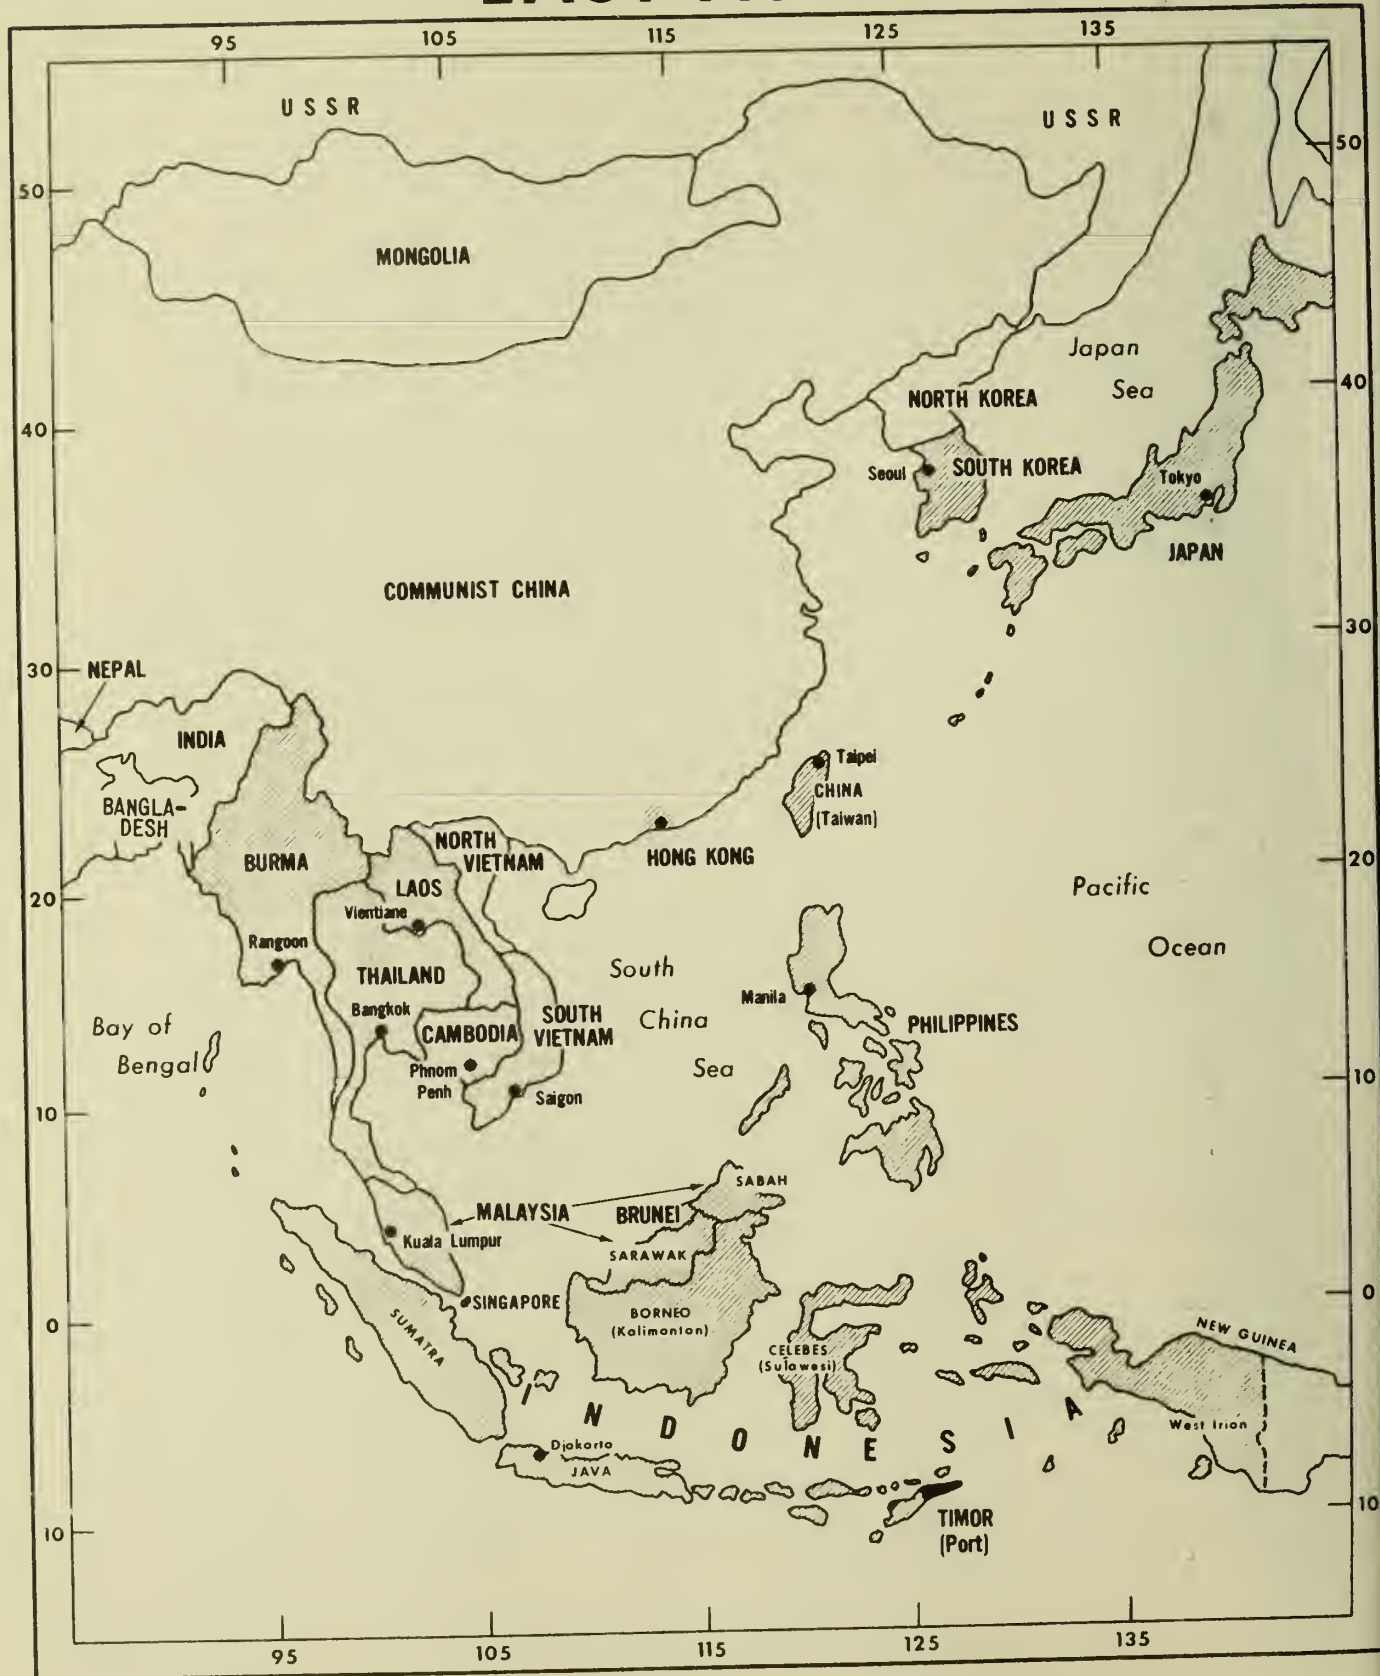 95 105 115 125 135
USSR
USSR
50
50
MONGOLIA
Japan
Sea
40
40
NORTH KOREA
Seoul
SOUTH KOREA
Tokyo
JAPAN
COMMUNIST CHINA
30
30
NEPAL
INDIA
Taipei
CHINA
(Taiwan)
BANGLA-
DESH
BURMA
NORTH
VIETNAM
HONG KONG
20
20
LAOS
Vientiane
Pacific
Ocean
Rangoon
THAILAND
South
China
Sea
Manila
PHILIPPINES
Bangkok
SOUTH
VIETNAM
CAMBODIA
Bay of
Bengal
Phnom
Penh
Saigon
10
10
SABAH
MALAYSIA
BRUNEI
Kuala Lumpur
SARAWAK
SINGAPORE
0
0
SUMATRA
BORNEO
(Kalimantan)
CELEBES
(Sulawesi)
NEW GUINEA
West Irian
INDONESIA
Djakarta
JAVA
TIMOR
(Port)
10
10
95 105 115 125 135